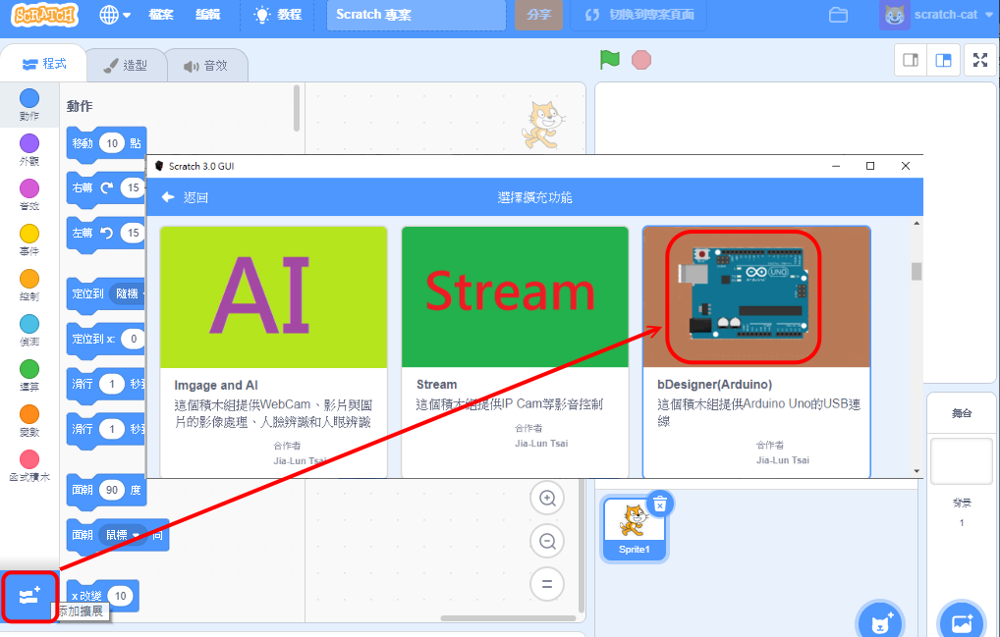 SCRATCH
檔案
編輯
教程
Scratch 專案
分享
切換到專案頁面
scratch-cat
程式
造型
音效
動作
外觀
音效
事件
控制
偵測
運算
變數
函式積木
動作
移動 10 點
右轉 15
左轉 15
定位到 隨機
定位到 x: 0
滑行 1 秒到
滑行 1 秒到
面朝 90 度
面朝 鼠標 向
x 改變 10
添加擴展
Scratch 3.0 GUI
返回
選擇擴充功能
AI
Imgage and AI
這個積木組提供WebCam、影片與圖
片的影像處理、人臉辨識和人眼辨識
合作者
Jia-Lun Tsai
Stream
Stream
這個積木組提供IP Cam等影音控制
合作者
Jia-Lun Tsai
UNO
bDesigner(Arduino)
這個積木組提供Arduino Uno的USB連
線
合作者
Jia-Lun Tsai
Sprite1
舞台
背景
1